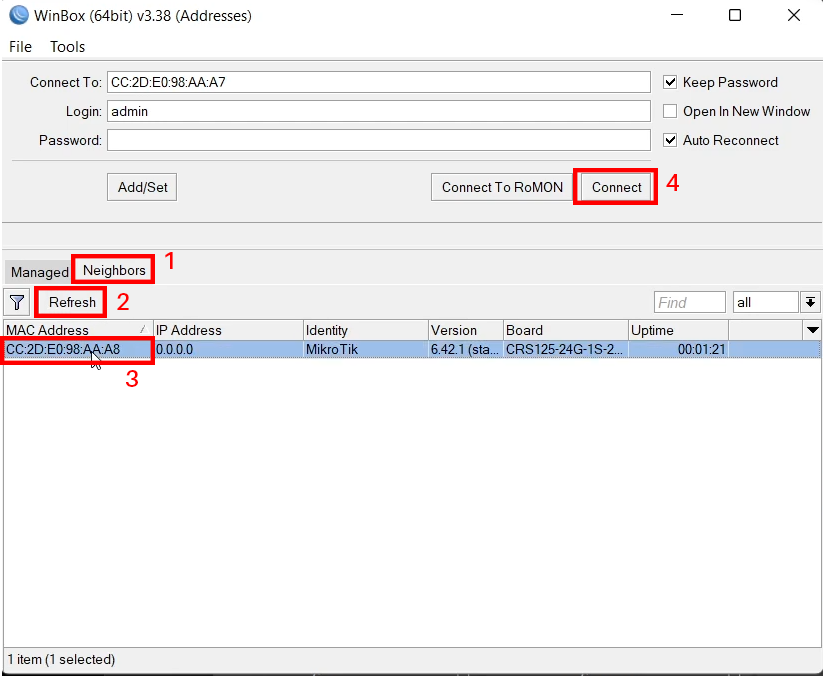 WinBox (64bit) v3.38 (Addresses)
File Tools
Connect To: CC:2D:E0:98:AA:A7 Keep Password
Login: admin Open In New Window
Password: Auto Reconnect
Add/Set Connect To RoMON Connect 4
Managed Neighbors 1
Refresh 2 Find all
MAC Address IP Address Identity Version Board Uptime
CC:2D:E0:98:AA:A8 0.0.0.0 MikroTik 6.42.1 (sta... CRS125-24G-1S-2... 00:01:21
3
1 item (1 selected)